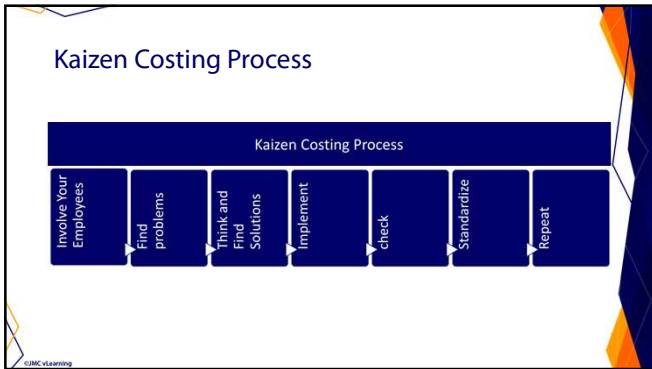 Kaizen Costing Process
Kaizen Costing Process
Involve Your
Employees
Find
problems
Think and
Find
Solutions
Implement
check
Standardize
Repeat
©JMC vLearning